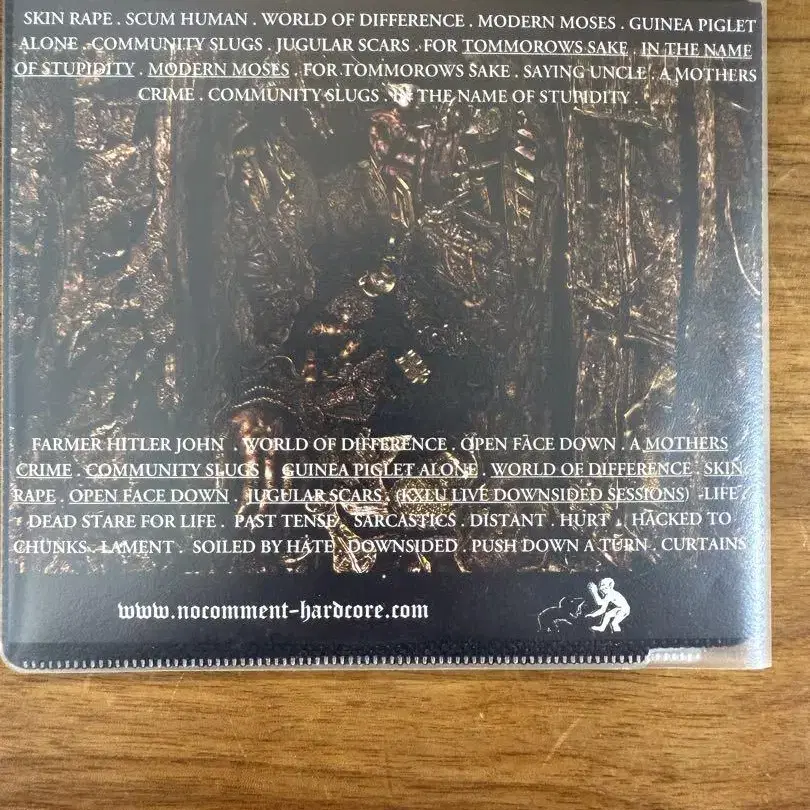 SKIN RAPE . SCUM HUMAN . WORLD OF DIFFERENCE . MODERN MOSES . GUINEA PIGLET
ALONE . COMMUNITY SLUGS . JUGULAR SCARS . FOR TOMMOROWS SAKE . IN THE NAME
OF STUPIDITY . MODERN MOSES . FOR TOMMOROWS SAKE . SAYING UNCLE . A MOTHERS
CRIME . COMMUNITY SLUGS . IN THE NAME OF STUPIDITY .
FARMER HITLER JOHN . WORLD OF DIFFERENCE . OPEN FACE DOWN . A MOTHERS
CRIME . COMMUNITY SLUGS . GUINEA PIGLET ALONE . WORLD OF DIFFERENCE . SKIN
RAPE . OPEN FACE DOWN . JUGULAR SCARS . (KXLU LIVE DOWNSIDED SESSIONS) . LIFE
. DEAD STARE FOR LIFE . PAST TENSE . SARCASTICS . DISTANT . HURT . HACKED TO
CHUNKS . LAMENT . SOILED BY HATE . DOWNSIDED . PUSH DOWN A TURN . CURTAINS
www.nocomment-hardcore.com